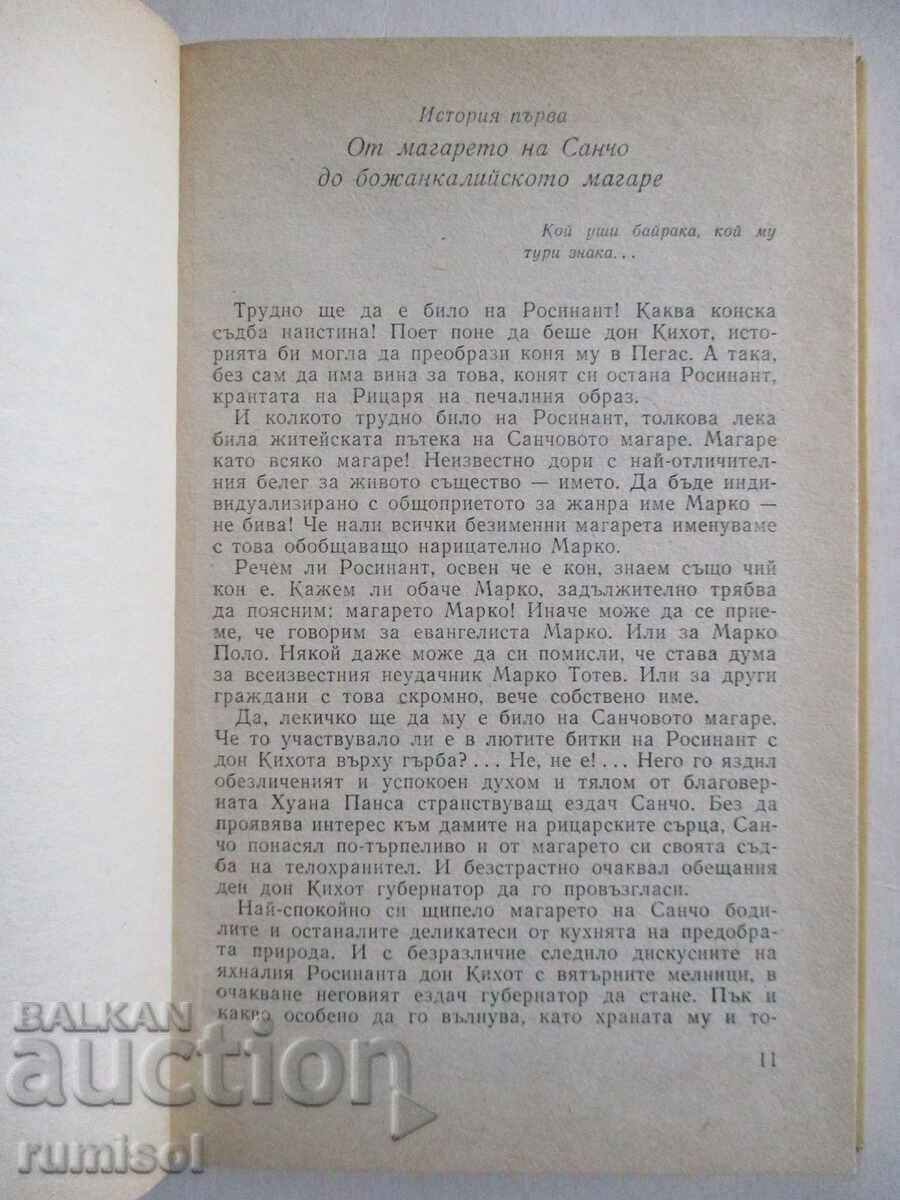 История първа
От магарето на Санчо
до божанкалийското магаре
Кой уши байрака, кой му
тури знака...
Трудно ще да е било на Росинант! Каква конска
съдба наистина! Поет поне да беше дон Кихот, исто-
рията би могла да преобрази коня му в Пегас. А така,
без сам да има вина за това, конят си остана Росинант,
крантата на Рицаря на печалния образ.
И колкото трудно било на Росинант, толкова лека
била житейската пътека на Санчовото магаре. Магаре
като всяко магаре! Неизвестно дори с най-отличител-
ния белег за живото същество — името. Да бъде инди-
видуализирано с общоприетото за жанра име Марко —
не бива! Че нали всички безименни магарета именуваме
с това обобщаващо нарицателно Марко.
Речем ли Росинант, освен че е кон, знаем също чий
кон е. Кажем ли обаче Марко, задължително трябва
да поясним: магарето Марко! Иначе може да се прие-
ме, че говорим за евангелиста Марко. Или за Марко
Поло. Някой даже може да си помисли, че става дума
за всеизвестния неудачник Марко Тотев. Или за други
граждани с това скромно, вече собствено име.
Да, лекичко ще да му е било на Санчовото магаре.
Че то участвувало ли е в лютите битки на Росинант с
дон Кихота върху гърба?... Не, не е!... Него го яздил
обезличеният и успокоен духом и тялом от благовер-
ната Хуана Панса странствуващ ездач Санчо. Без да
проявява интерес към дамите на рицарските сърца, Сан-
чо понасял по-търпеливо и от магарето си своята съд-
ба на телохранител. И безстрастно очаквал обещания
ден дон Кихот губернатор да го провъзгласи.
Най-спокойно си щипело магарето на Санчо боди-
лите и останалите деликатеси от кухнята на предобра-
та природа. И с безразличие следило дискусните на
яхналия Росинанта дон Кихот с вятърните мелници, в
очакване неговият ездач губернатор да стане. Пък и
какво особено да го вълнува, като храната му и то-
11
BALKAN
auction
rumisol